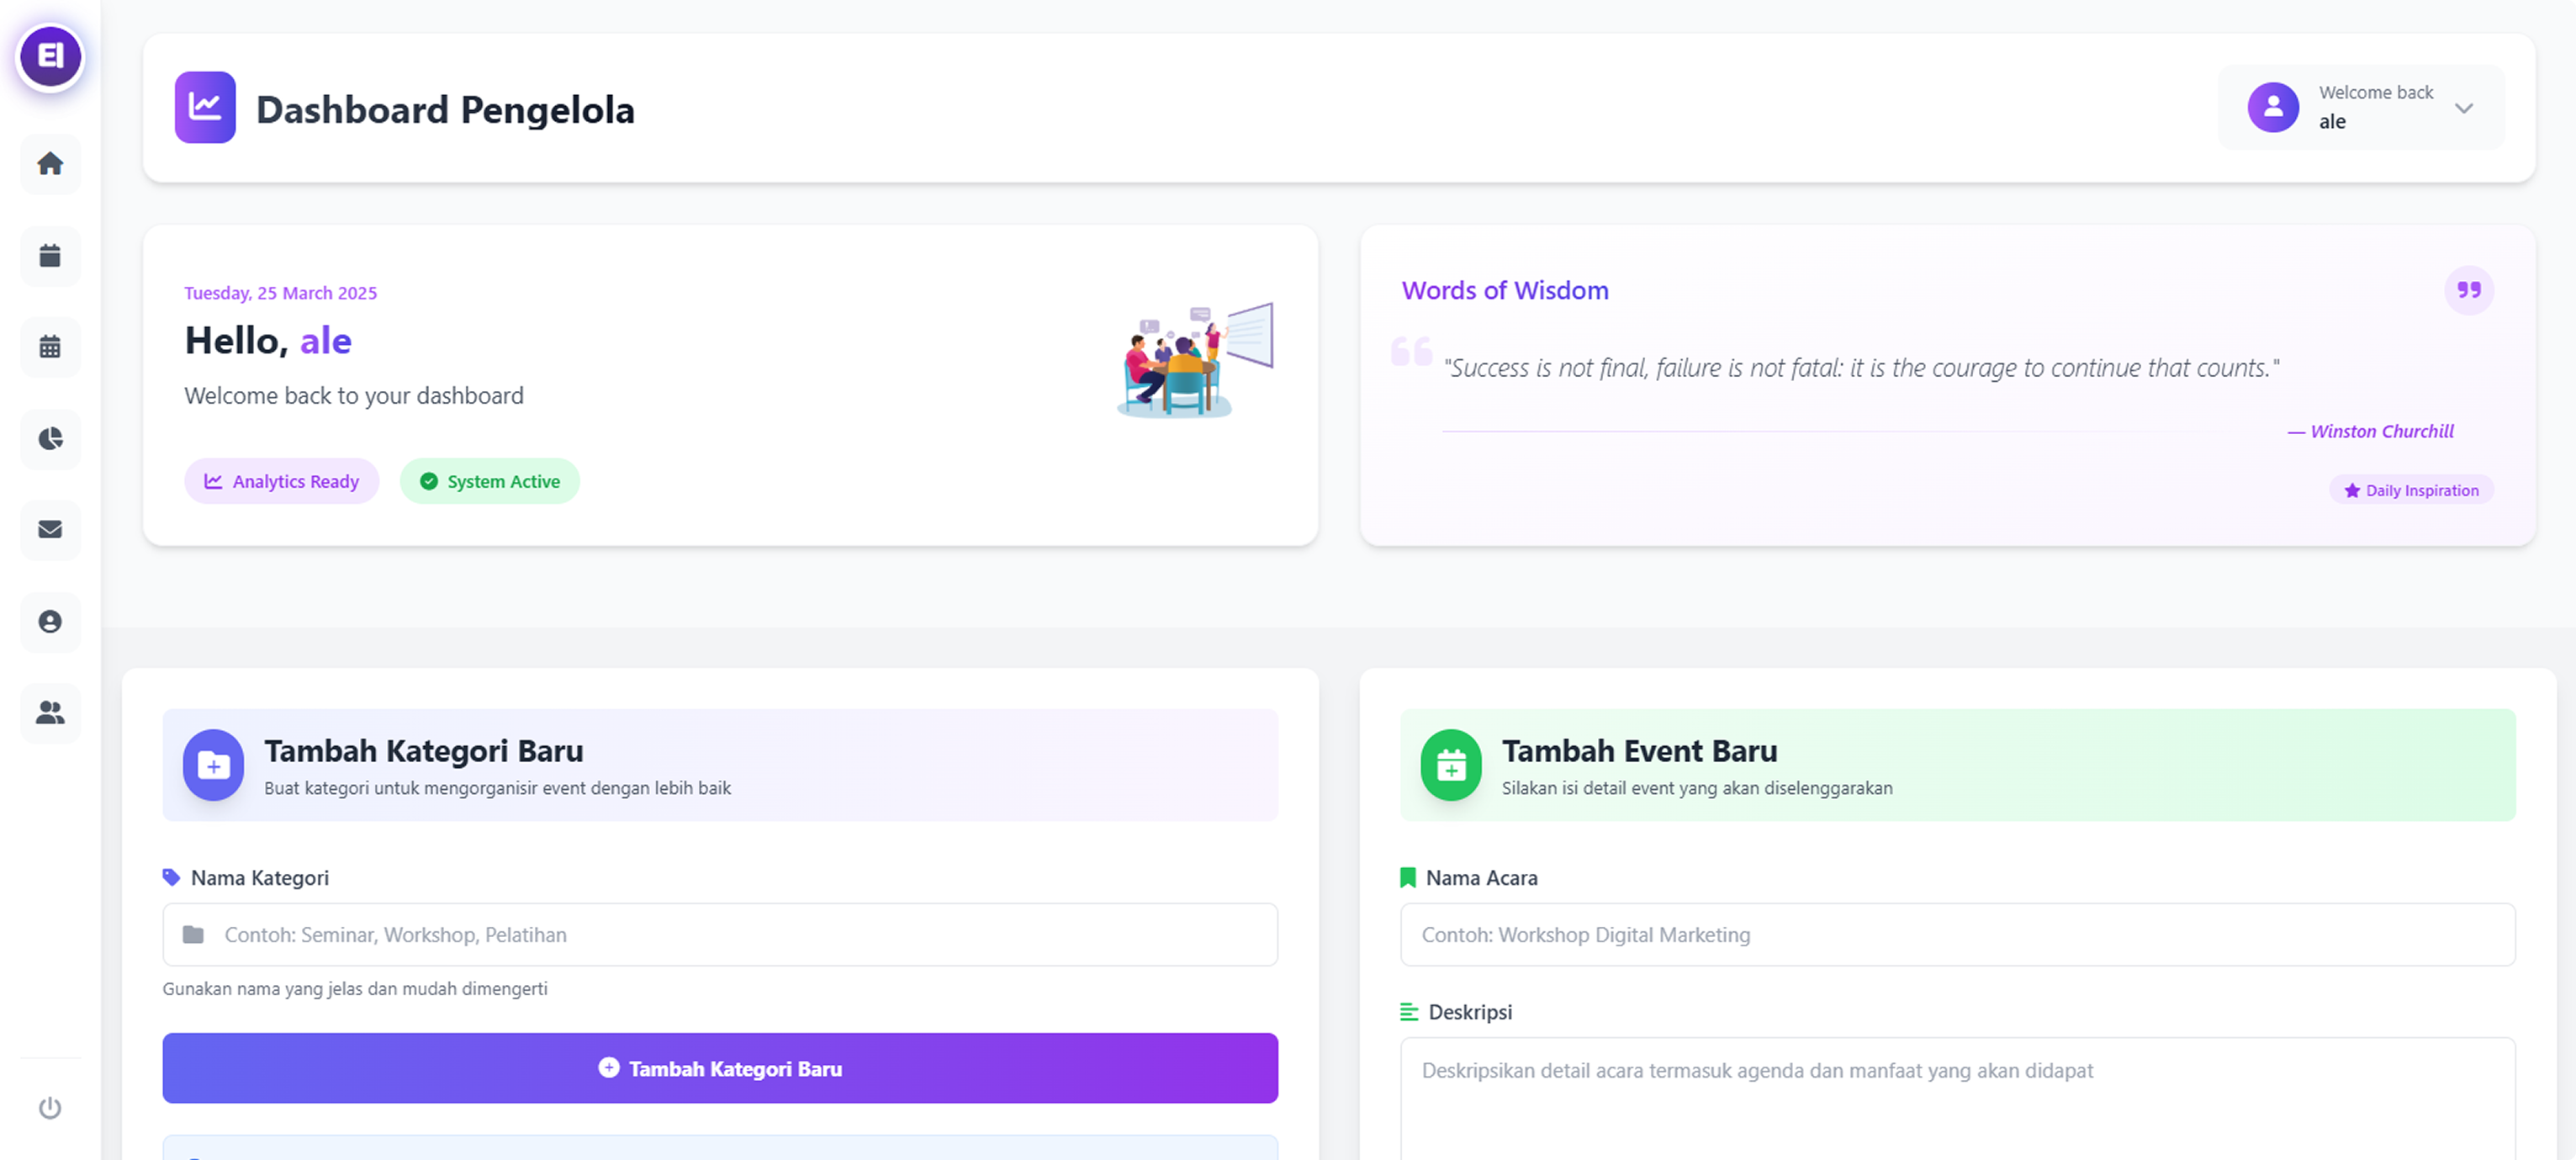 EI
Dashboard Pengelola
Welcome back
ale
Tuesday, 25 March 2025
Hello, ale
Welcome back to your dashboard
Analytics Ready
System Active
Words of Wisdom
"Success is not final, failure is not fatal: it is the courage to continue that counts."
— Winston Churchill
Daily Inspiration
Tambah Kategori Baru
Buat kategori untuk mengorganisir event dengan lebih baik
Nama Kategori
Contoh: Seminar, Workshop, Pelatihan
Gunakan nama yang jelas dan mudah dimengerti
Tambah Kategori Baru
Tambah Event Baru
Silakan isi detail event yang akan diselenggarakan
Nama Acara
Contoh: Workshop Digital Marketing
Deskripsi
Deskripsikan detail acara termasuk agenda dan manfaat yang akan didapat